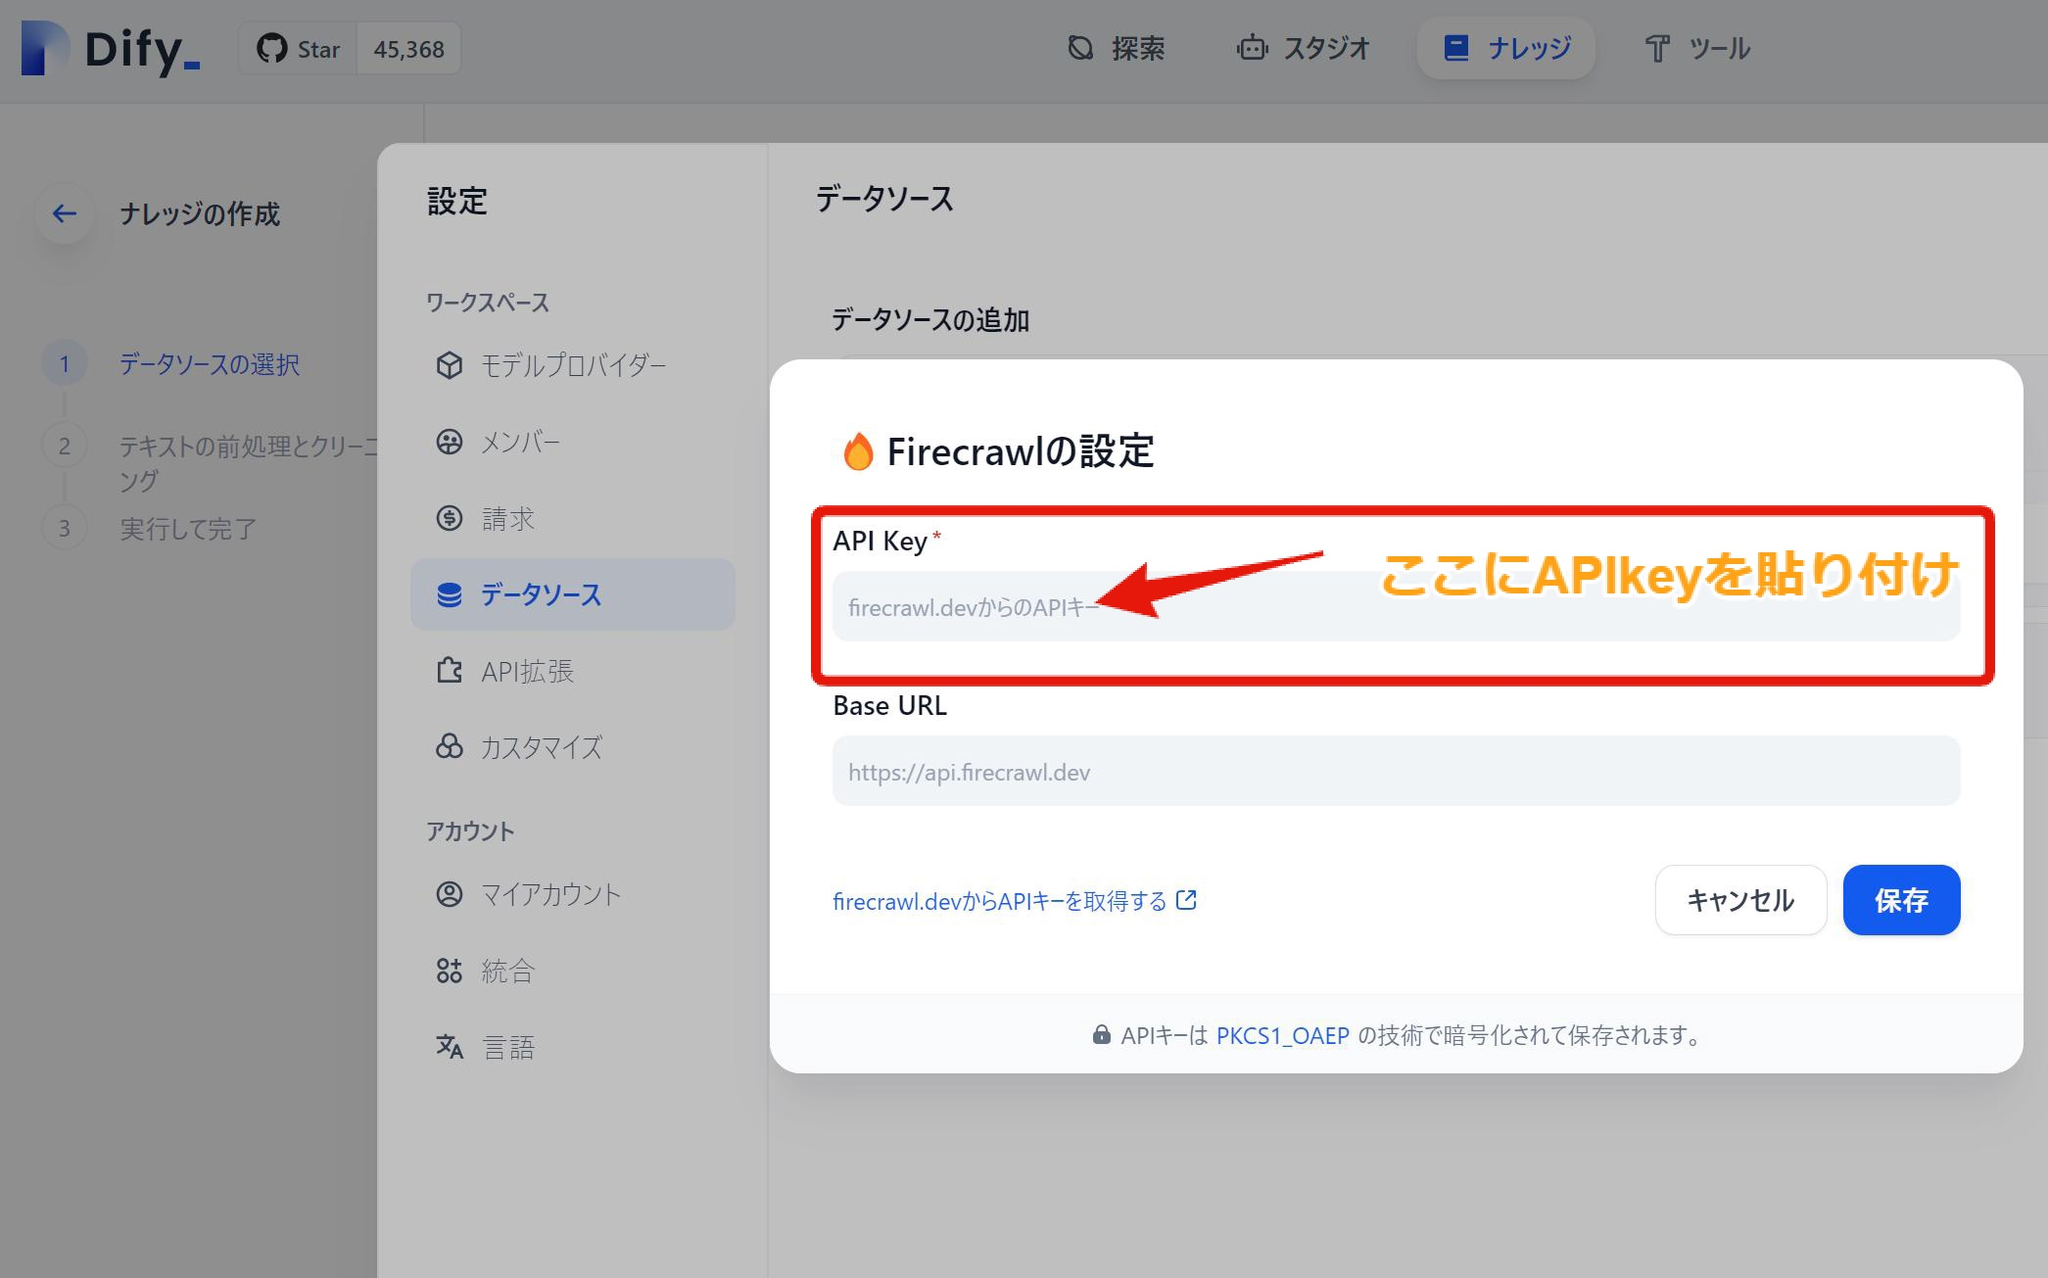 Dify_
Star 45,368
探索 スタジオ ナレッジ ツール
ナレッジの作成
1 データソースの選択
2 テキストの前処理とクリーニ
ング
3 実行して完了
設定
ワークスペース
モデルプロバイダー
メンバー
請求
データソース
API拡張
カスタマイズ
アカウント
マイアカウント
統合
言語
データソース
データソースの追加
Firecrawlの設定
API Key*
ここにAPIkeyを貼り付け
firecrawl.devからのAPIキー
Base URL
https://api.firecrawl.dev
firecrawl.devからAPIキーを取得する
キャンセル 保存
APIキーは PKCS1_OAEP の技術で暗号化されて保存されます。